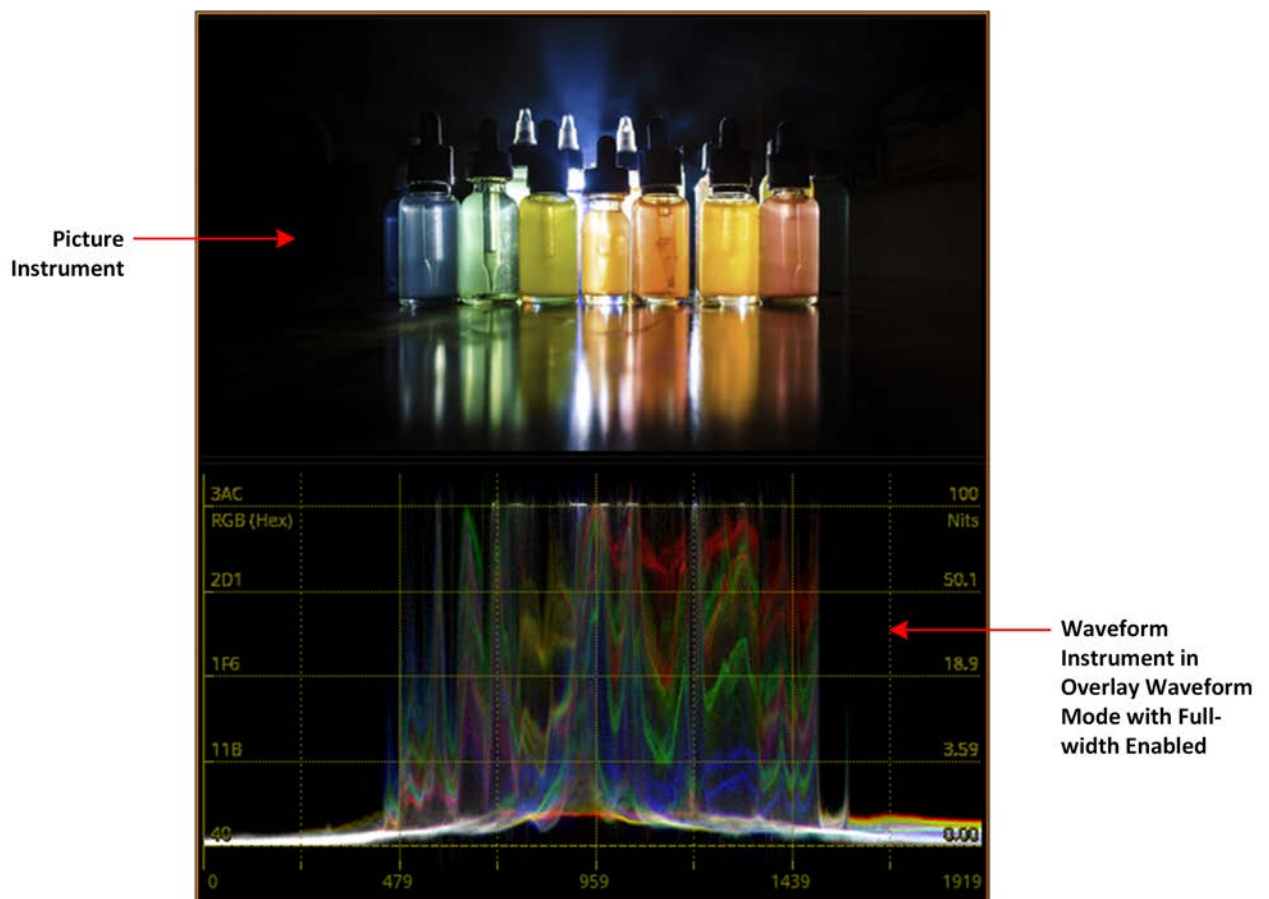 Picture
Instrument
3AC 100
RGB (Hex) Nits
2D1 50.1
1F6 18.9
11B 3.59
40 0.00
0 479 959 1439 1919
Waveform
Instrument in
Overlay Waveform
Mode with Full-
width Enabled